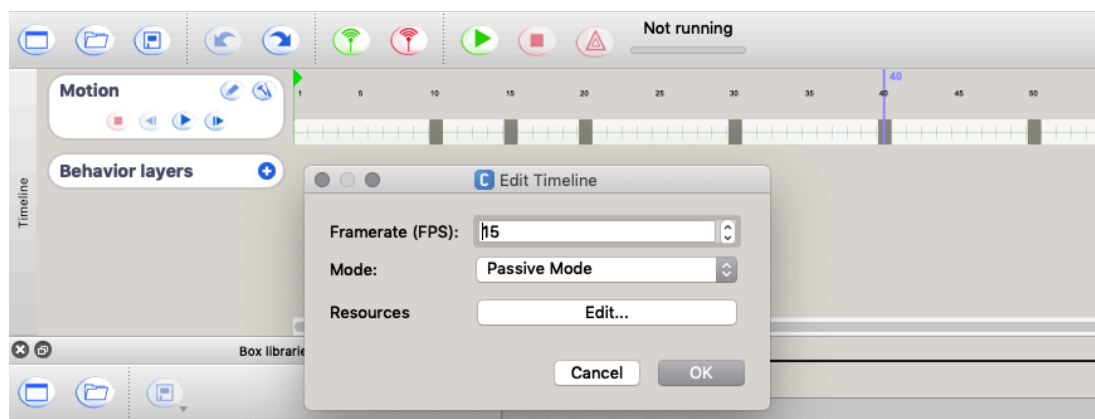 Not running
40
Motion
1 5 10 15 20 25 30 35 40 45 50
Behavior layers
Timeline
C Edit Timeline
Framerate (FPS): 15
Mode: Passive Mode
Resources Edit...
Cancel OK
Box librarie